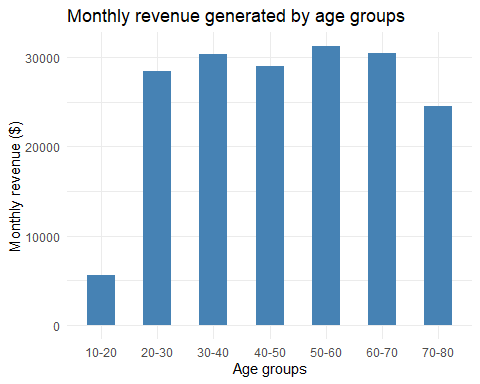 Monthly revenue generated by age groups
Monthly revenue ($)
30000
20000
10000
0
10-20 20-30 30-40 40-50 50-60 60-70 70-80
Age groups